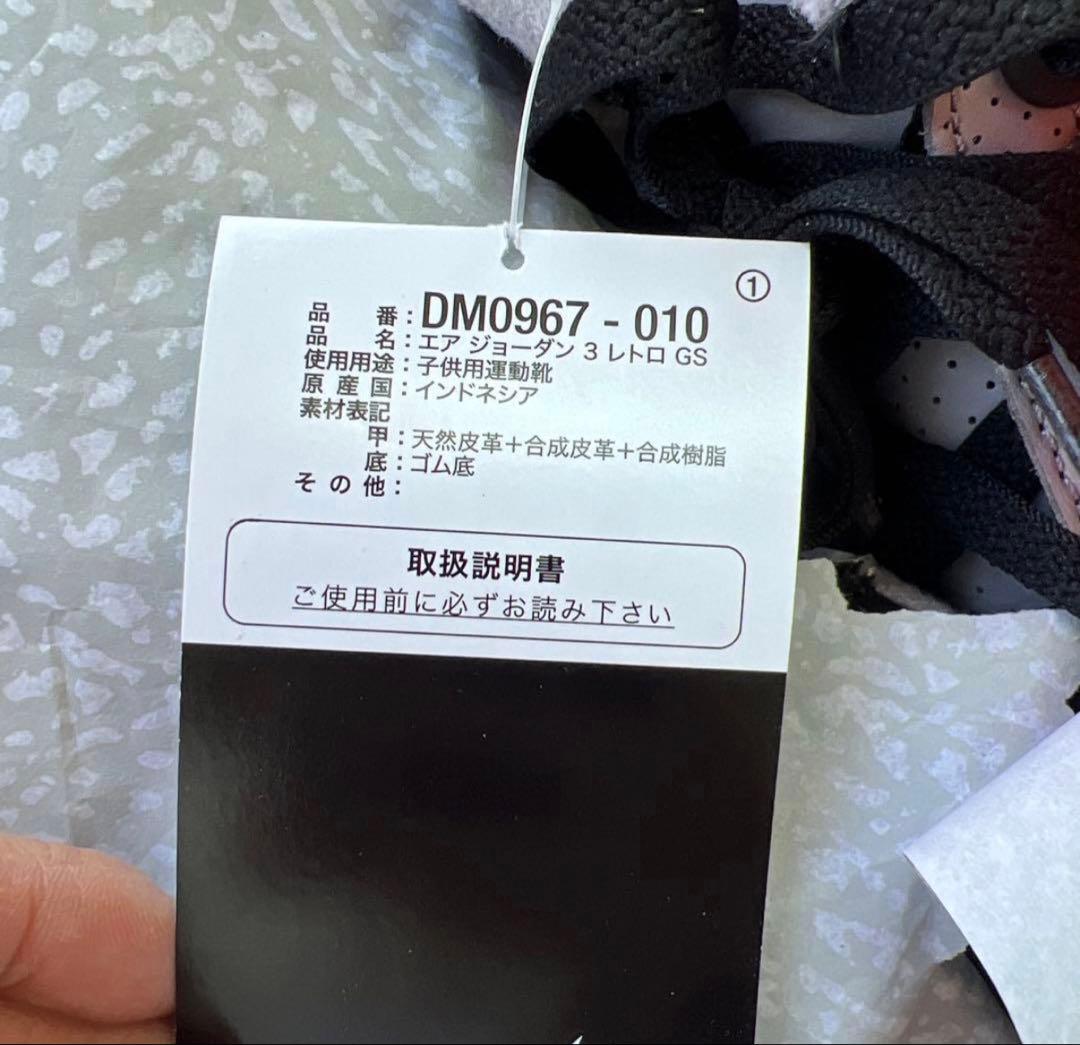 ①
品番：DM0967 - 010
品名：エア ジョーダン 3 レトロ GS
使用用途：子供用運動靴
原産国：インドネシア
素材表記
甲：天然皮革＋合成皮革＋合成樹脂
底：ゴム底
その他：
取扱説明書
ご使用前に必ずお読み下さい